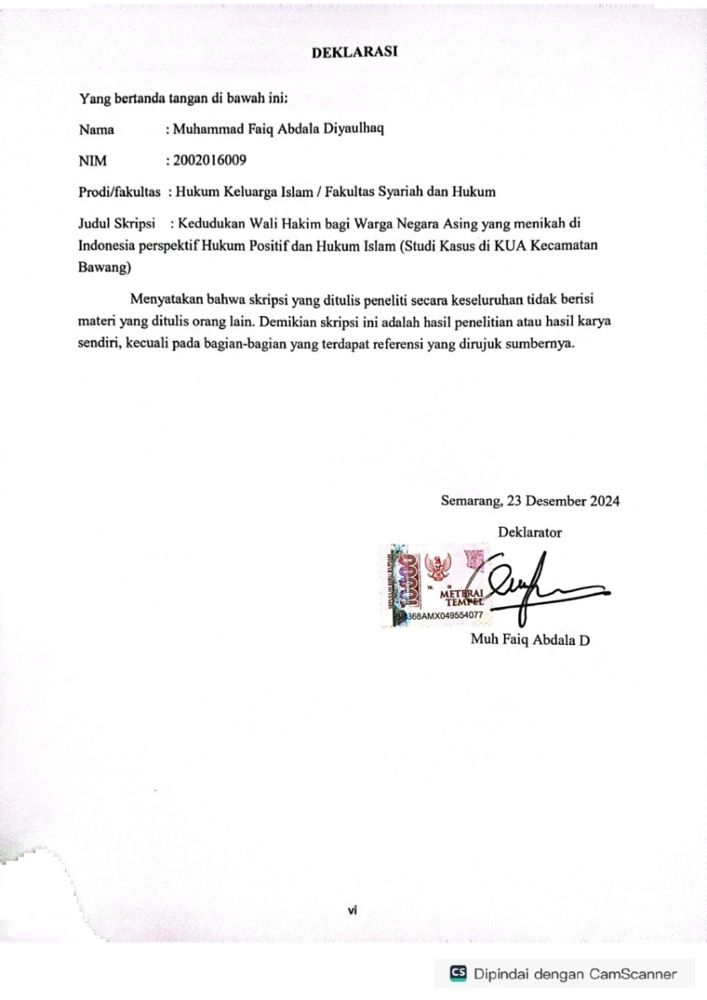 DEKLARASI
Yang bertanda tangan di bawah ini:
Nama : Muhammad Faiq Abdala Diyaulhaq
NIM : 2002016009
Prodi/fakultas : Hukum Keluarga Islam / Fakultas Syariah dan Hukum
Judul Skripsi : Kedudukan Wali Hakim bagi Warga Negara Asing yang menikah di
Indonesia perspektif Hukum Positif dan Hukum Islam (Studi Kasus di KUA Kecamatan
Bawang)
Menyatakan bahwa skripsi yang ditulis peneliti secara keseluruhan tidak berisi
materi yang ditulis orang lain. Demikian skripsi ini adalah hasil penelitian atau hasil karya
sendiri, kecuali pada bagian-bagian yang terdapat referensi yang dirujuk sumbernya.
Semarang, 23 Desember 2024
Deklarator
10000
METERAI
TEMPEL
368AMX049554077
Muh Faiq Abdala D
vi
CS Dipindai dengan CamScanner